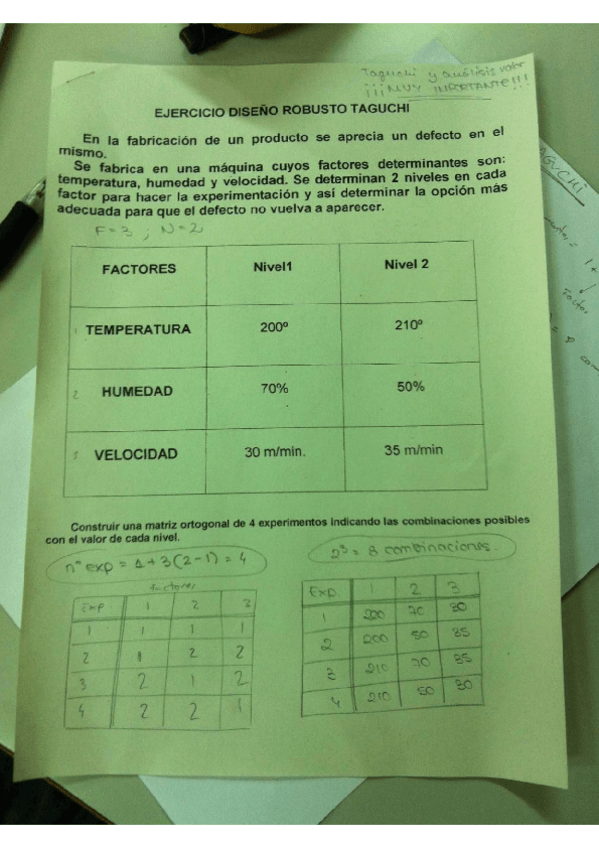 Taguchi y análisis valor
¡¡¡MUY IMPORTANTE!!!
EJERCICIO DISEÑO ROBUSTO TAGUCHI
En la fabricación de un producto se aprecia un defecto en el
mismo.
Se fabrica en una máquina cuyos factores determinantes son:
temperatura, humedad y velocidad. Se determinan 2 niveles en cada
factor para hacer la experimentación y así determinar la opción más
adecuada para que el defecto no vuelva a aparecer.
F=3 ; N=2
FACTORES Nivel1 Nivel 2
1 TEMPERATURA 200º 210º
2 HUMEDAD 70% 50%
3 VELOCIDAD 30 m/min. 35 m/min
Construir una matriz ortogonal de 4 experimentos indicando las combinaciones posibles
con el valor de cada nivel.
nº exp = 1+3(2-1) = 4
2³ = 8 combinaciones.
factores
Exp. 1 2 3
1 1 1 1
2 1 2 2
3 2 1 2
4 2 2 1
Exp. 1 2 3
1 200 70 30
2 200 50 35
3 210 70 35
4 210 50 30
AGUCHI
1+
Factor